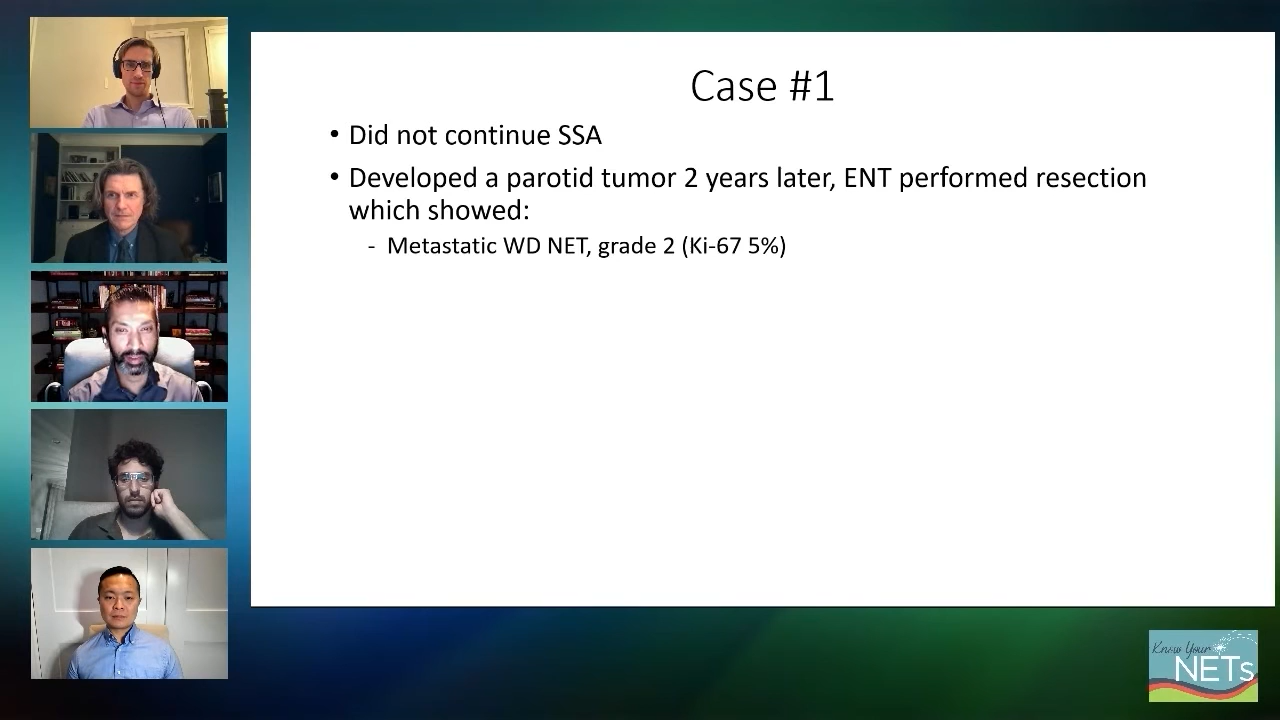 Case #1
• Did not continue SSA
• Developed a parotid tumor 2 years later, ENT performed resection
which showed:
- Metastatic WD NET, grade 2 (Ki-67 5%)
Know Your
NETs